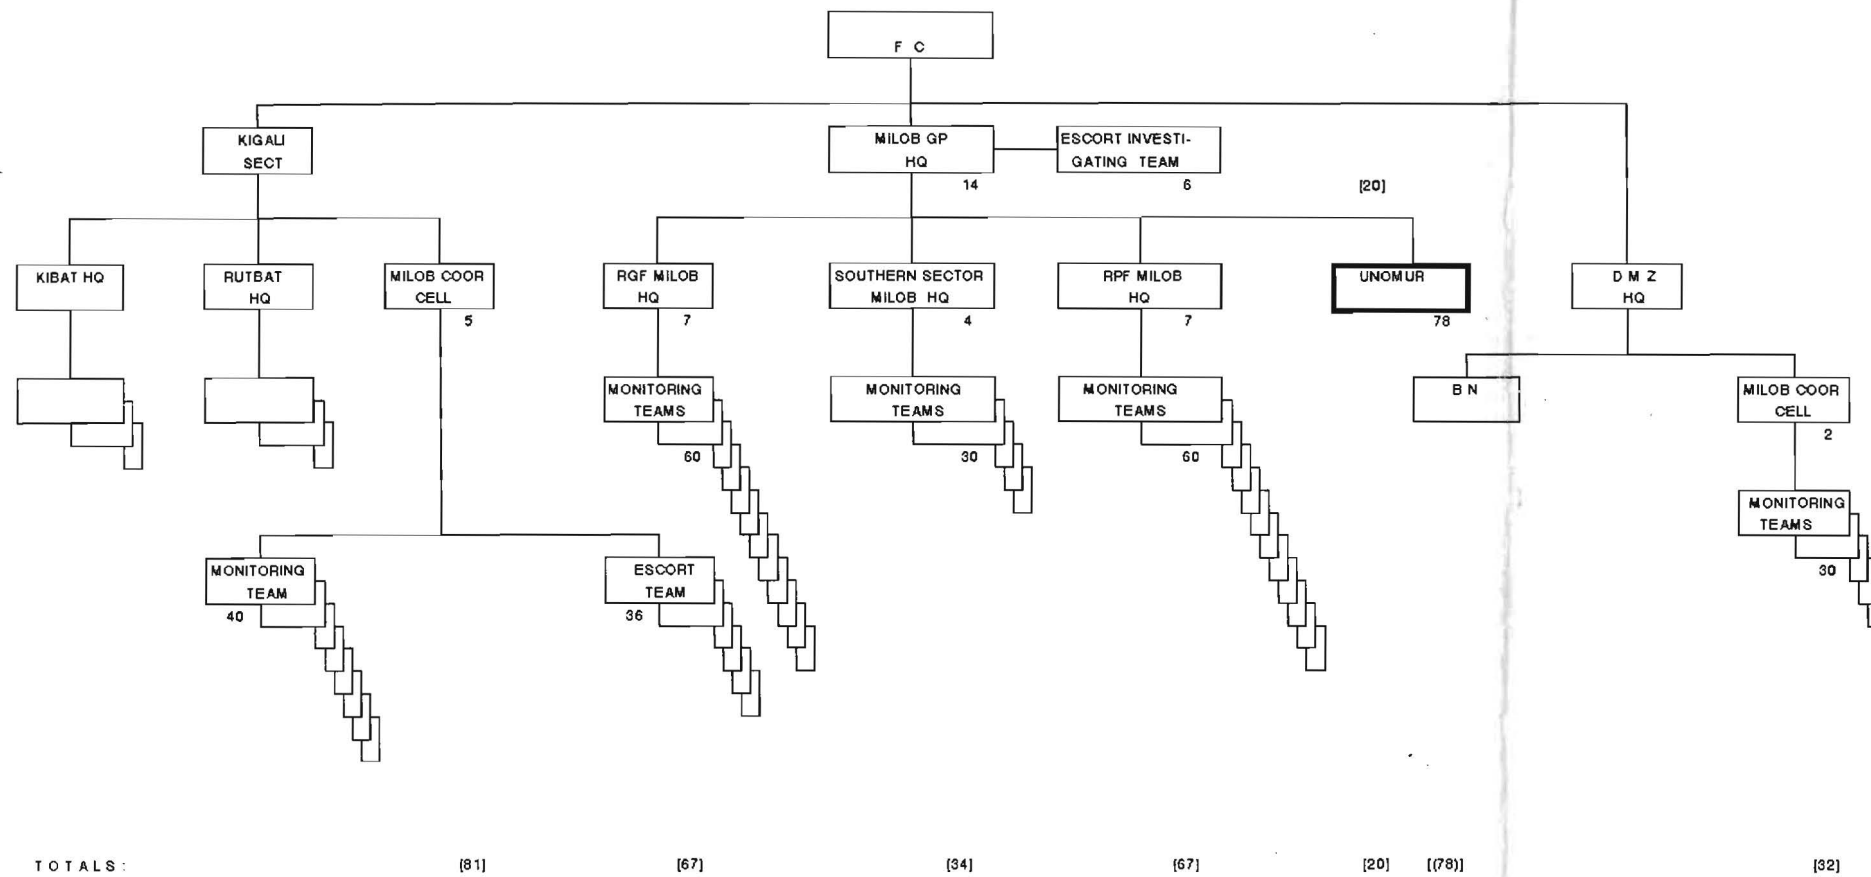 F C
KIGALI
SECT
MILOB GP
HQ
14
ESCORT INVESTI-
GATING TEAM
6
[20]
KIBAT HQ
RUTBAT
HQ
MILOB COOR
CELL
5
RGF MILOB
HQ
7
SOUTHERN SECTOR
MILOB HQ
4
RPF MILOB
HQ
7
UNOMUR
78
D M Z
HQ
MONITORING
TEAMS
60
MONITORING
TEAMS
30
MONITORING
TEAMS
60
B N
MILOB COOR
CELL
2
MONITORING
TEAMS
30
MONITORING
TEAM
40
ESCORT
TEAM
36
TOTALS: [81] [67] [34] [67] [20] [(78)] [32]